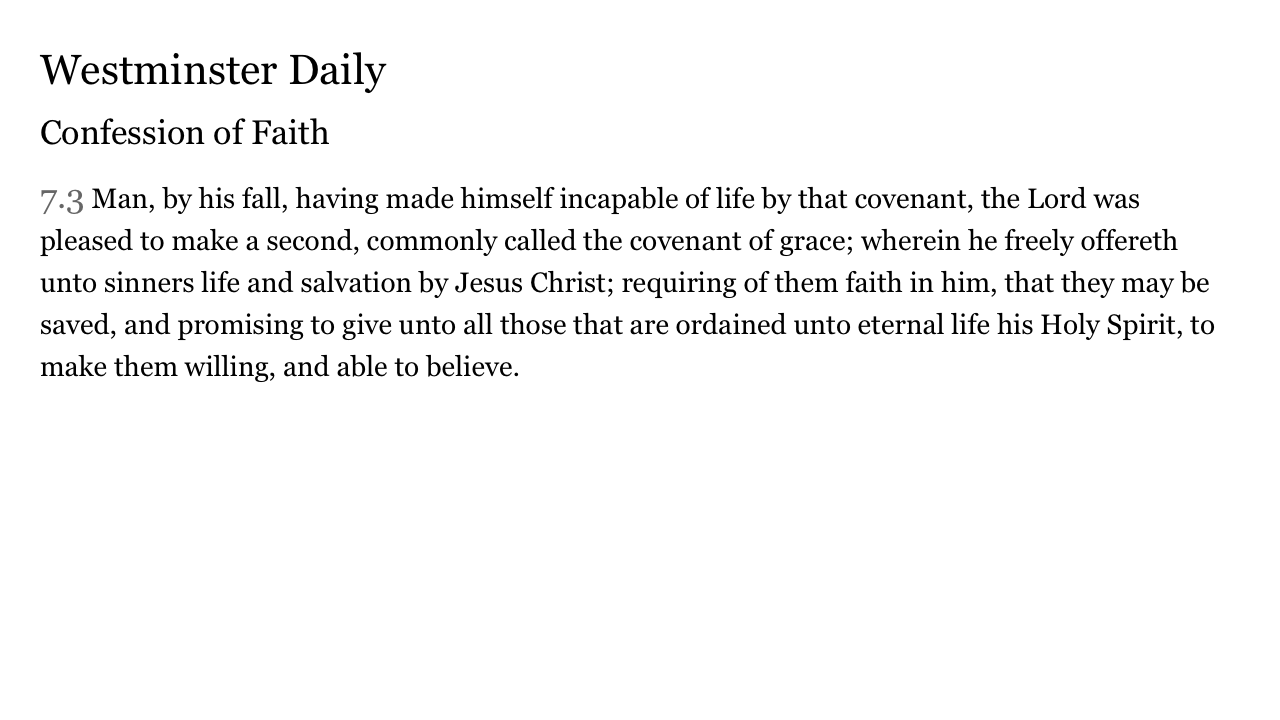 Westminster Daily
Confession of Faith
7.3 Man, by his fall, having made himself incapable of life by that covenant, the Lord was
pleased to make a second, commonly called the covenant of grace; wherein he freely offereth
unto sinners life and salvation by Jesus Christ; requiring of them faith in him, that they may be
saved, and promising to give unto all those that are ordained unto eternal life his Holy Spirit, to
make them willing, and able to believe.